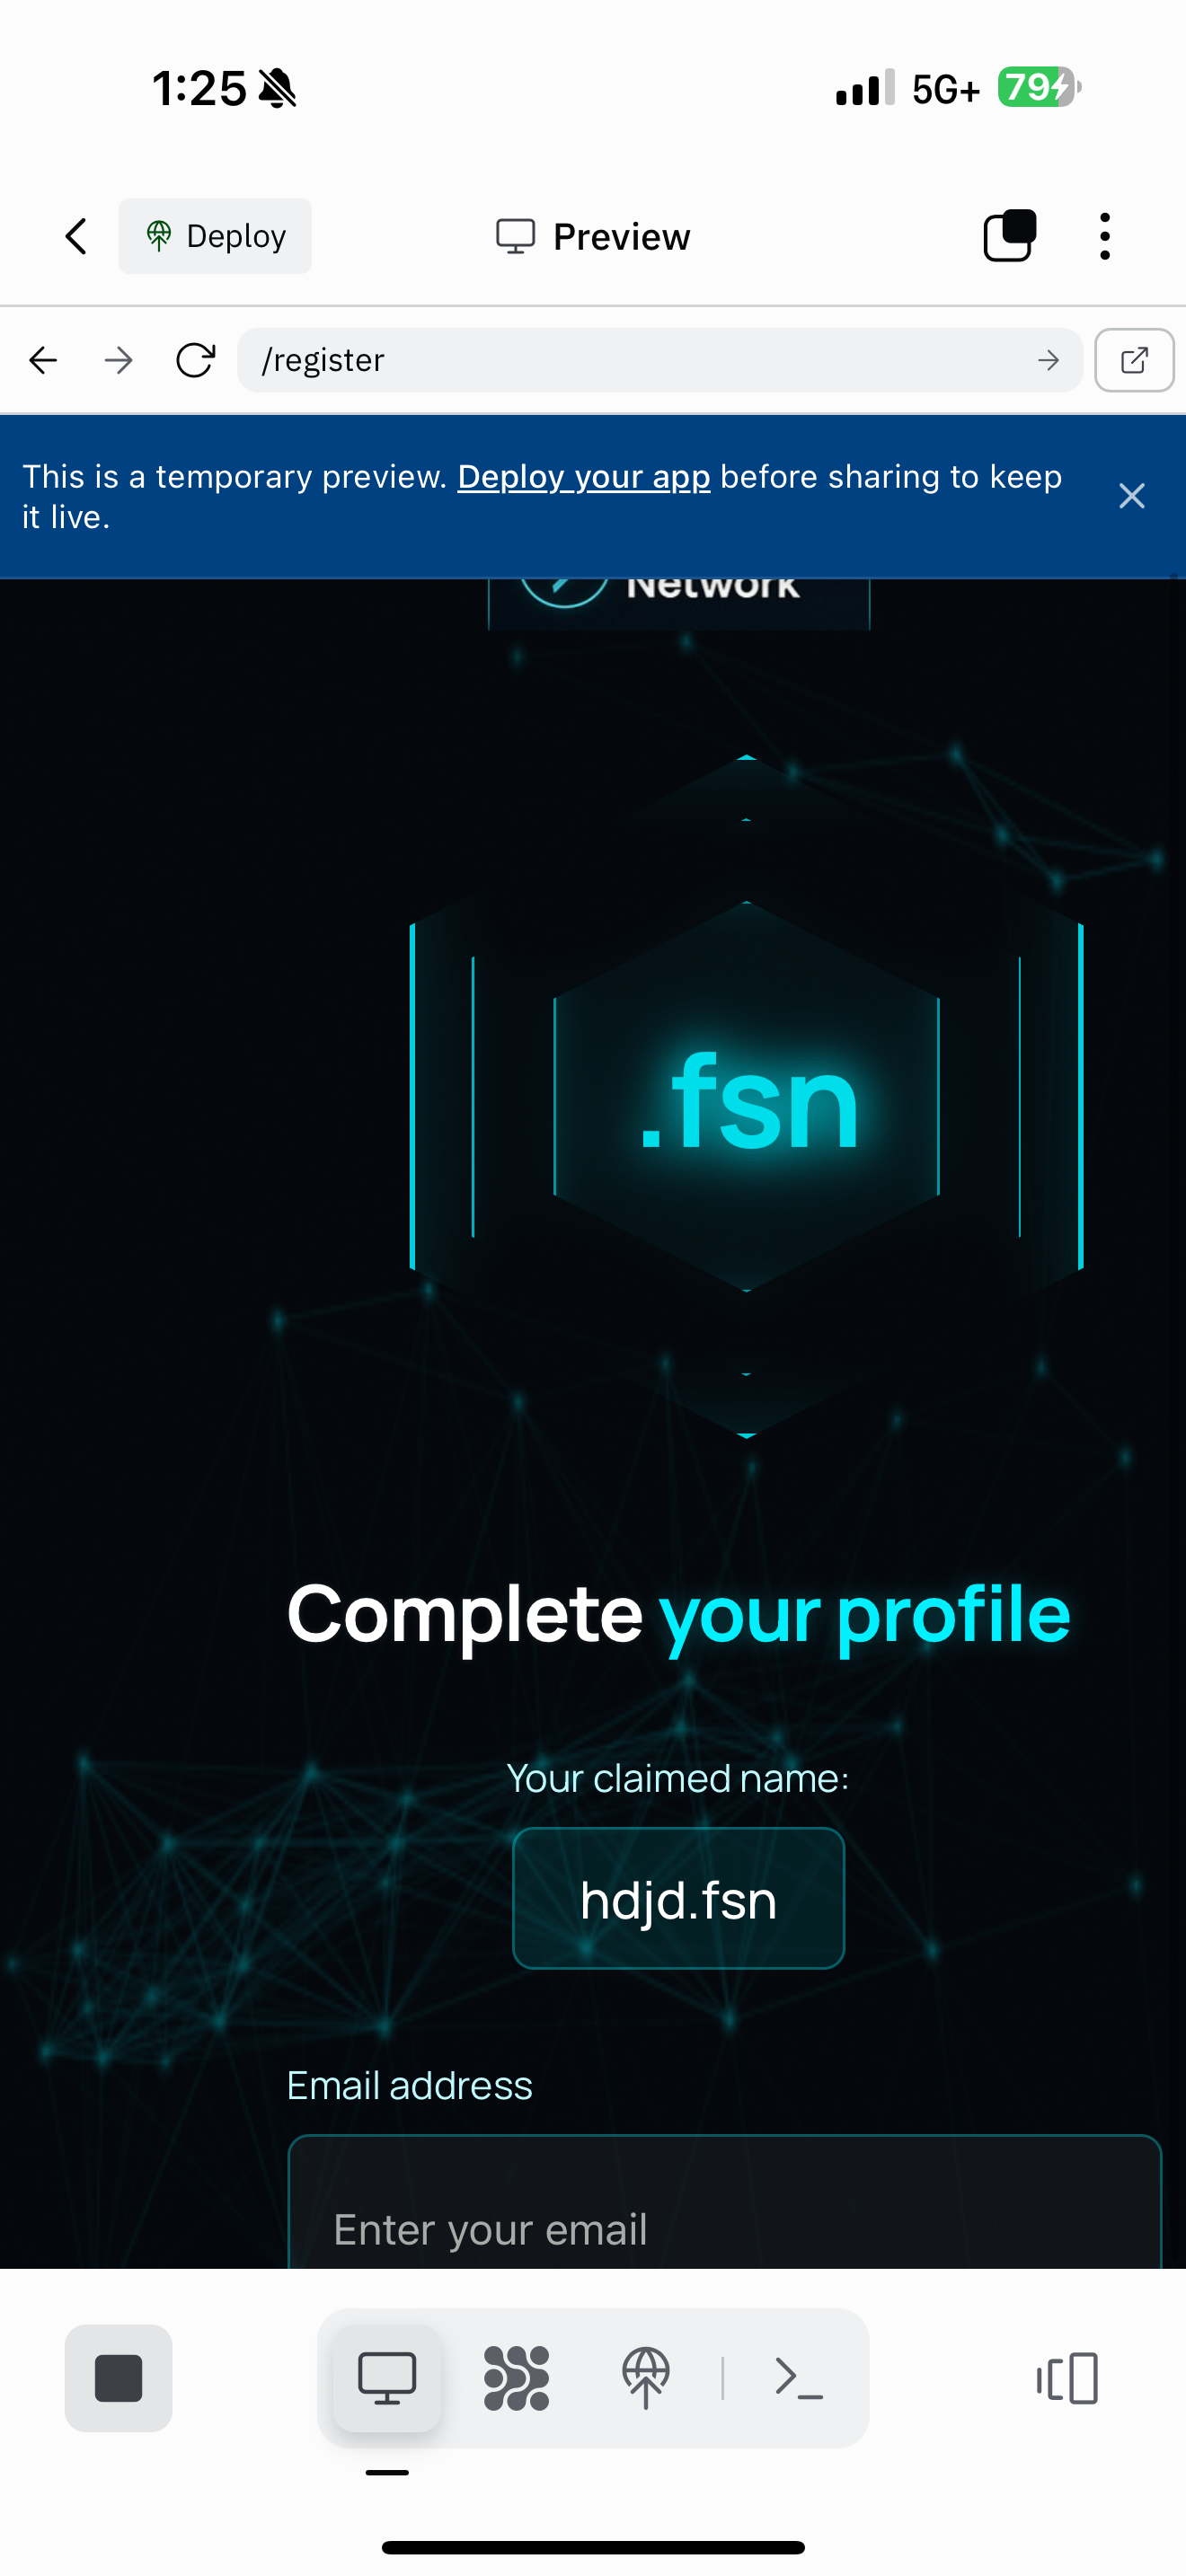 1:25
5G+
79
Deploy
Preview
/register
This is a temporary preview. Deploy your app before sharing to keep
it live.
Network
.fsn
Complete your profile
Your claimed name:
hdjd.fsn
Email address
Enter your email